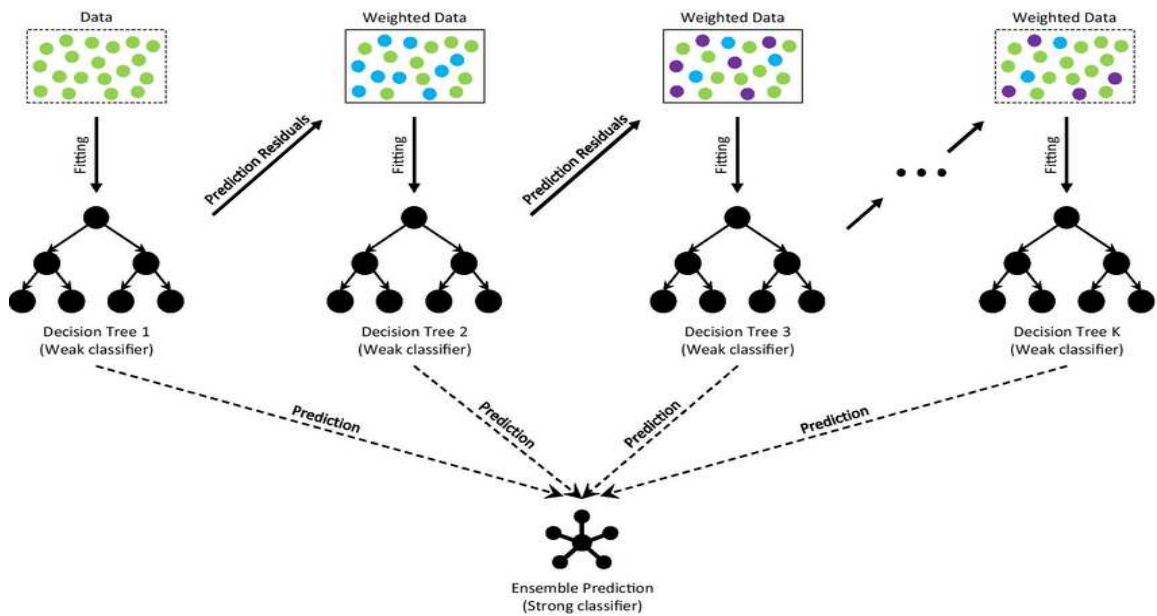 Data
Weighted Data
Weighted Data
Weighted Data
Fitting
Prediction Residuals
Fitting
Prediction Residuals
Fitting
Fitting
Decision Tree 1
(Weak classifier)
Decision Tree 2
(Weak classifier)
Decision Tree 3
(Weak classifier)
Decision Tree K
(Weak classifier)
Prediction
Prediction
Prediction
Prediction
Ensemble Prediction
(Strong classifier)